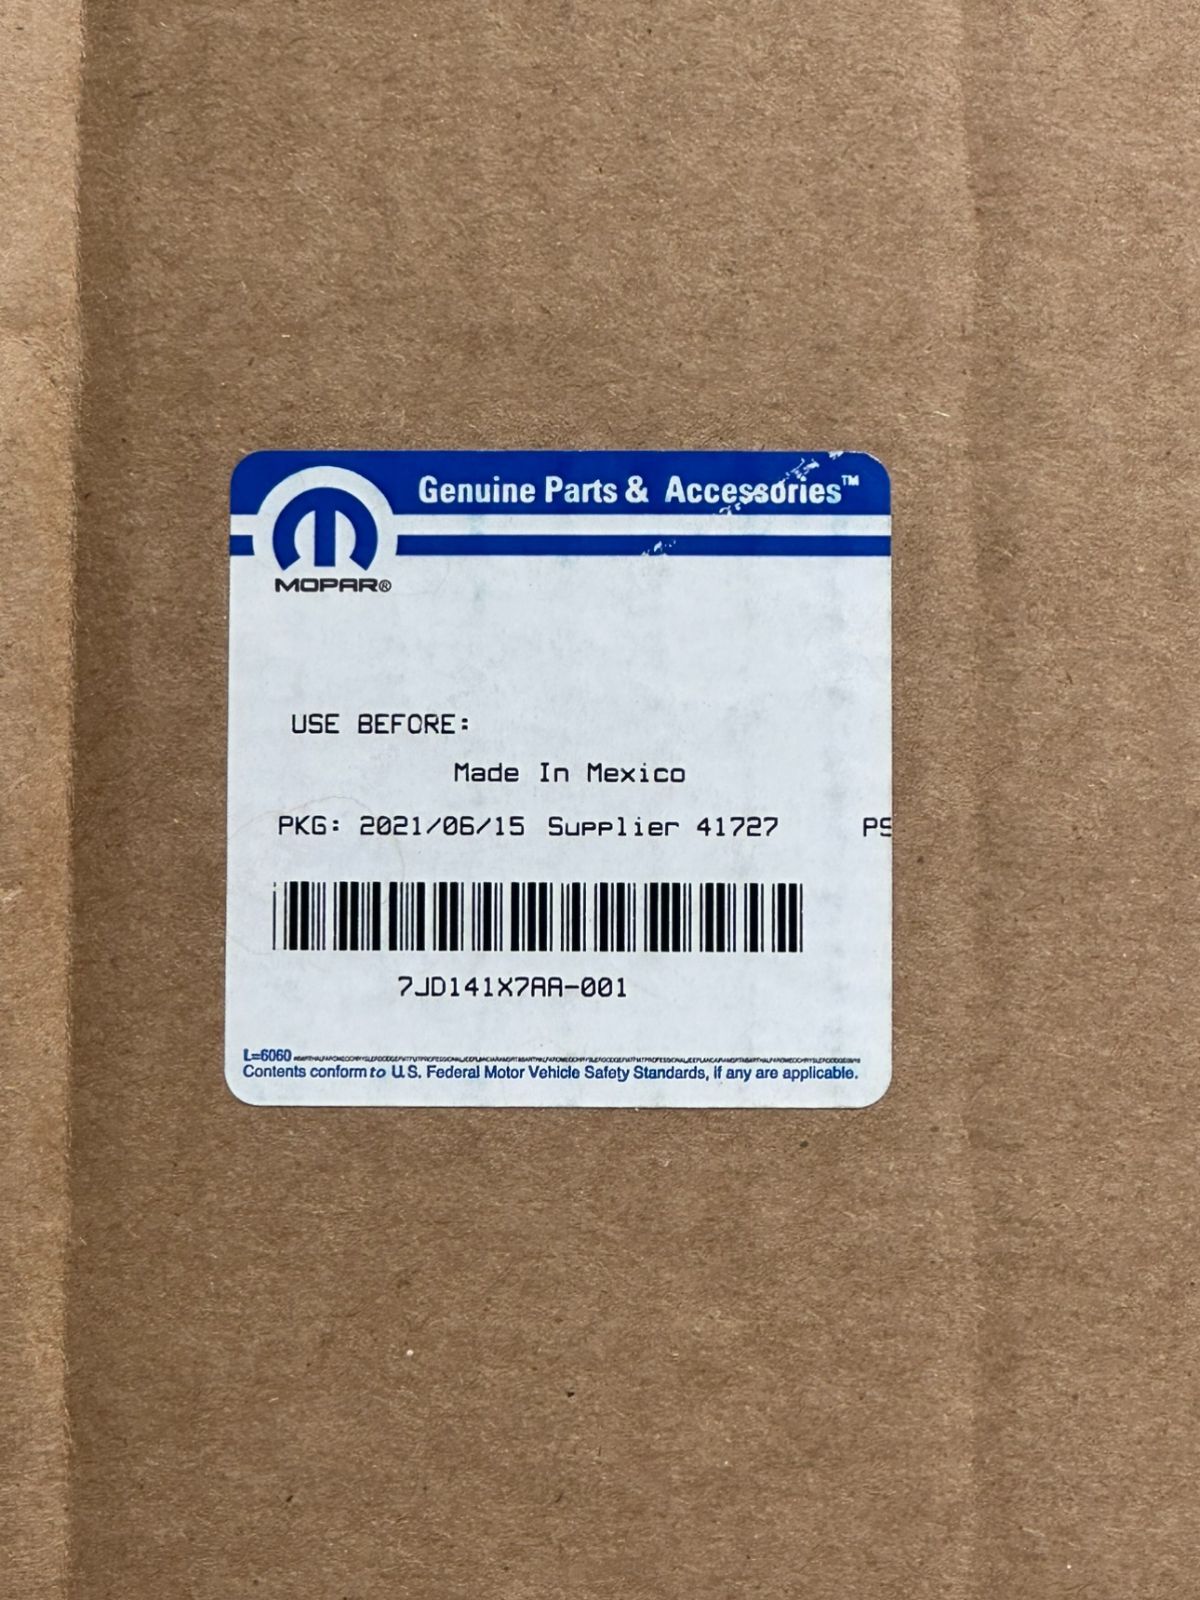 Genuine Parts & Accessories™
MOPAR®
USE BEFORE:
Made In Mexico
PKG: 2021/06/15 Supplier 41727 PS
7JD141X7AA-001
L=6060
Contents conform to U.S. Federal Motor Vehicle Safety Standards, if any are applicable.